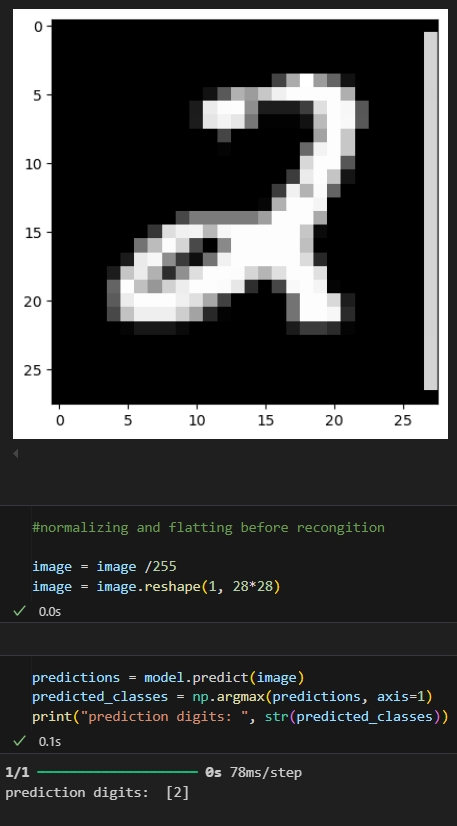 0
5
10
15
20
25
0 5 10 15 20 25
2
#normalizing and flatting before recongition
image = image /255
image = image.reshape(1, 28*28)
✓ 0.0s
predictions = model.predict(image)
predicted_classes = np.argmax(predictions, axis=1)
print("prediction digits: ", str(predicted_classes))
✓ 0.1s
1/1 ━━━━━━━━━━━━━━━━━━━━ 0s 78ms/step
prediction digits:  [2]